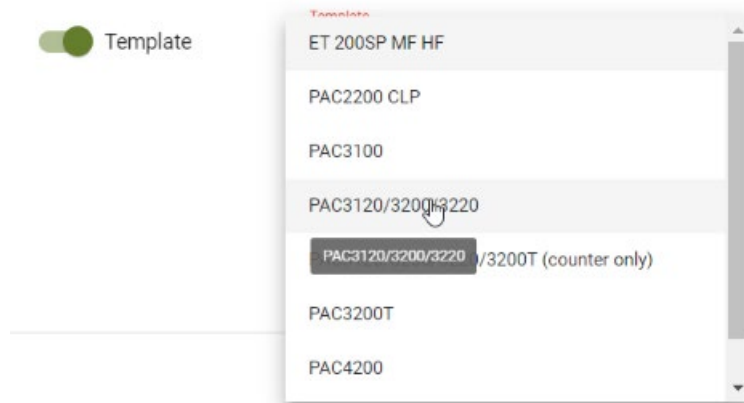 Template
Template
ET 200SP MF HF
PAC2200 CLP
PAC3100
PAC3120/3200/3220
PAC3120/3200/3220
/3200T (counter only)
PAC3200T
PAC4200